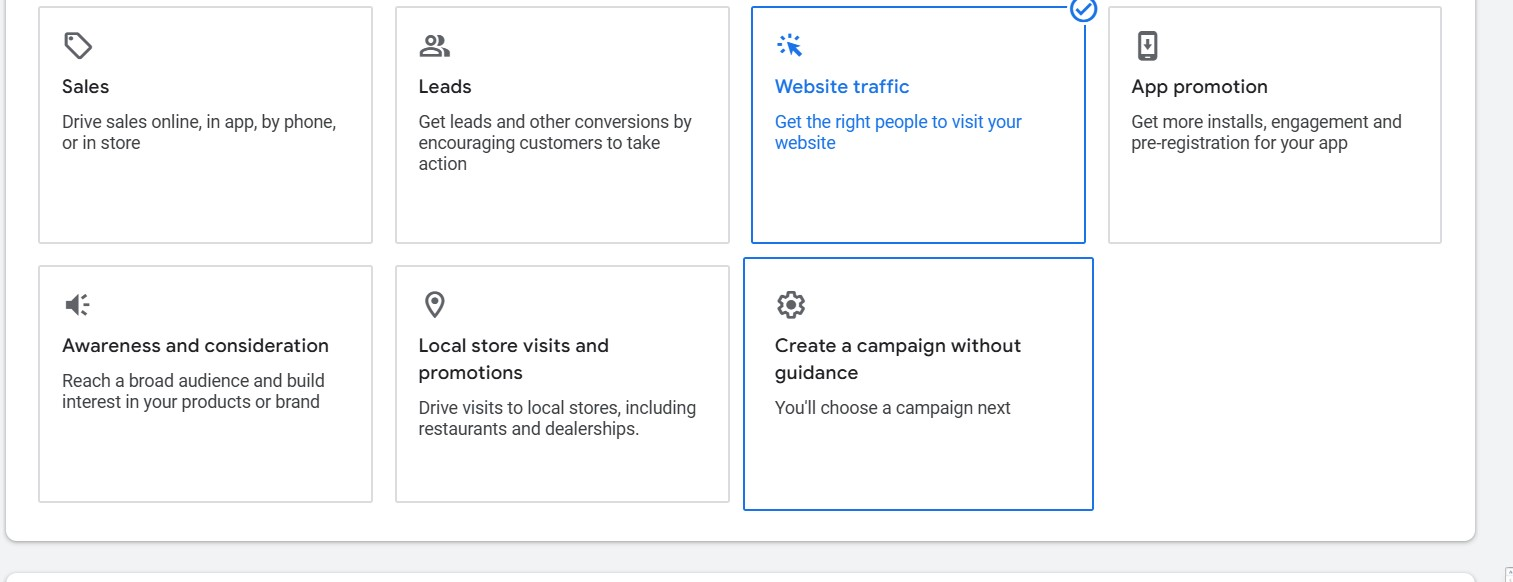 Sales
Drive sales online, in app, by phone,
or in store
Leads
Get leads and other conversions by
encouraging customers to take
action
Website traffic
Get the right people to visit your
website
App promotion
Get more installs, engagement and
pre-registration for your app
Awareness and consideration
Reach a broad audience and build
interest in your products or brand
Local store visits and
promotions
Drive visits to local stores, including
restaurants and dealerships.
Create a campaign without
guidance
You'll choose a campaign next